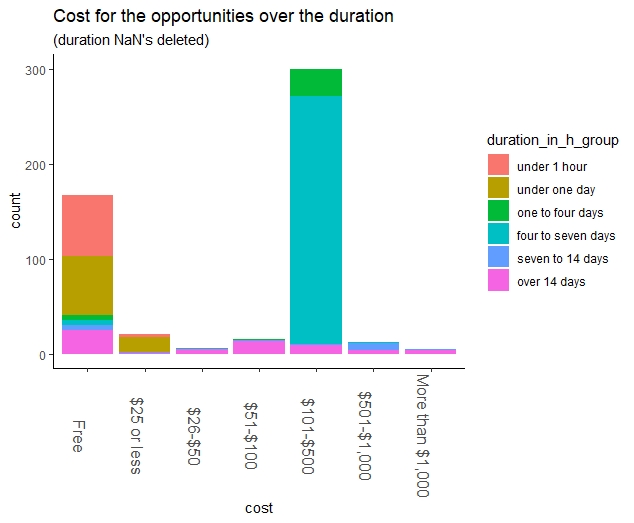 Cost for the opportunities over the duration
(duration NaN's deleted)
300
200
100
0
count
Free
$25 or less
$26-$50
$51-$100
$101-$500
$501-$1,000
More than $1,000
cost
duration_in_h_group
under 1 hour
under one day
one to four days
four to seven days
seven to 14 days
over 14 days